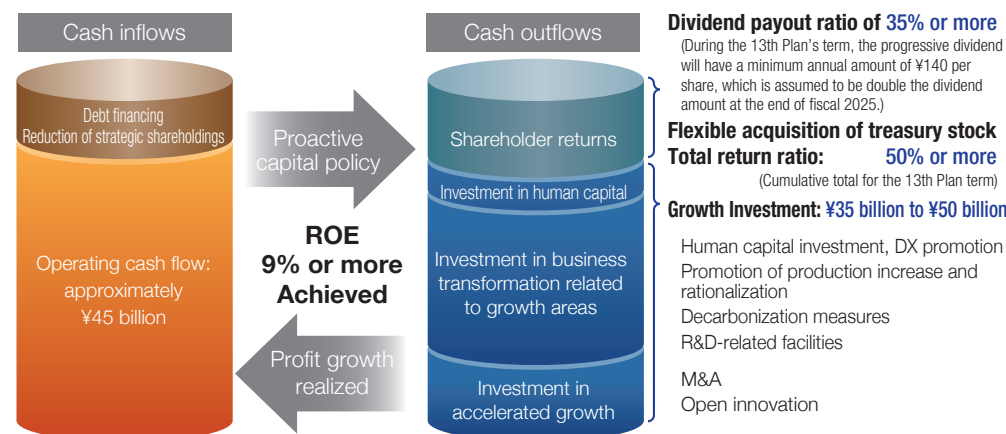 Cash inflows
Debt financing
Reduction of strategic shareholdings
Operating cash flow:
approximately
¥45 billion
Proactive
capital policy
ROE
9% or more
Achieved
Profit growth
realized
Cash outflows
Shareholder returns
Investment in human capital
Investment in business
transformation related
to growth areas
Investment in
accelerated growth
Dividend payout ratio of 35% or more
(During the 13th Plan's term, the progressive dividend
will have a minimum annual amount of ¥140 per
share, which is assumed to be double the dividend
amount at the end of fiscal 2025.)
Flexible acquisition of treasury stock
Total return ratio: 50% or more
(Cumulative total for the 13th Plan term)
Growth Investment: ¥35 billion to ¥50 billion
Human capital investment, DX promotion
Promotion of production increase and
rationalization
Decarbonization measures
R&D-related facilities
M&A
Open innovation